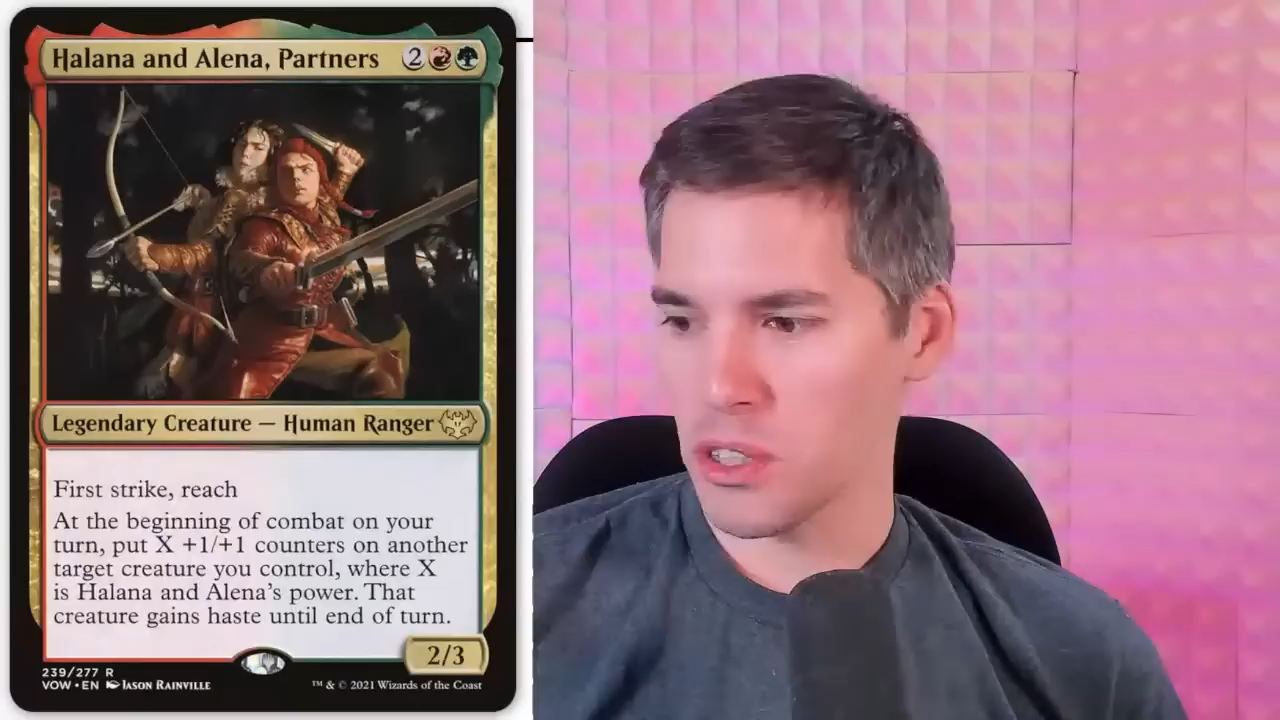 Halana and Alena, Partners 2
Legendary Creature — Human Ranger
First strike, reach
At the beginning of combat on your
turn, put X +1/+1 counters on another
target creature you control, where X
is Halana and Alena's power. That
creature gains haste until end of turn.
2/3
239/277 R
VOW • EN Jason Rainville
™ & © 2021 Wizards of the Coast